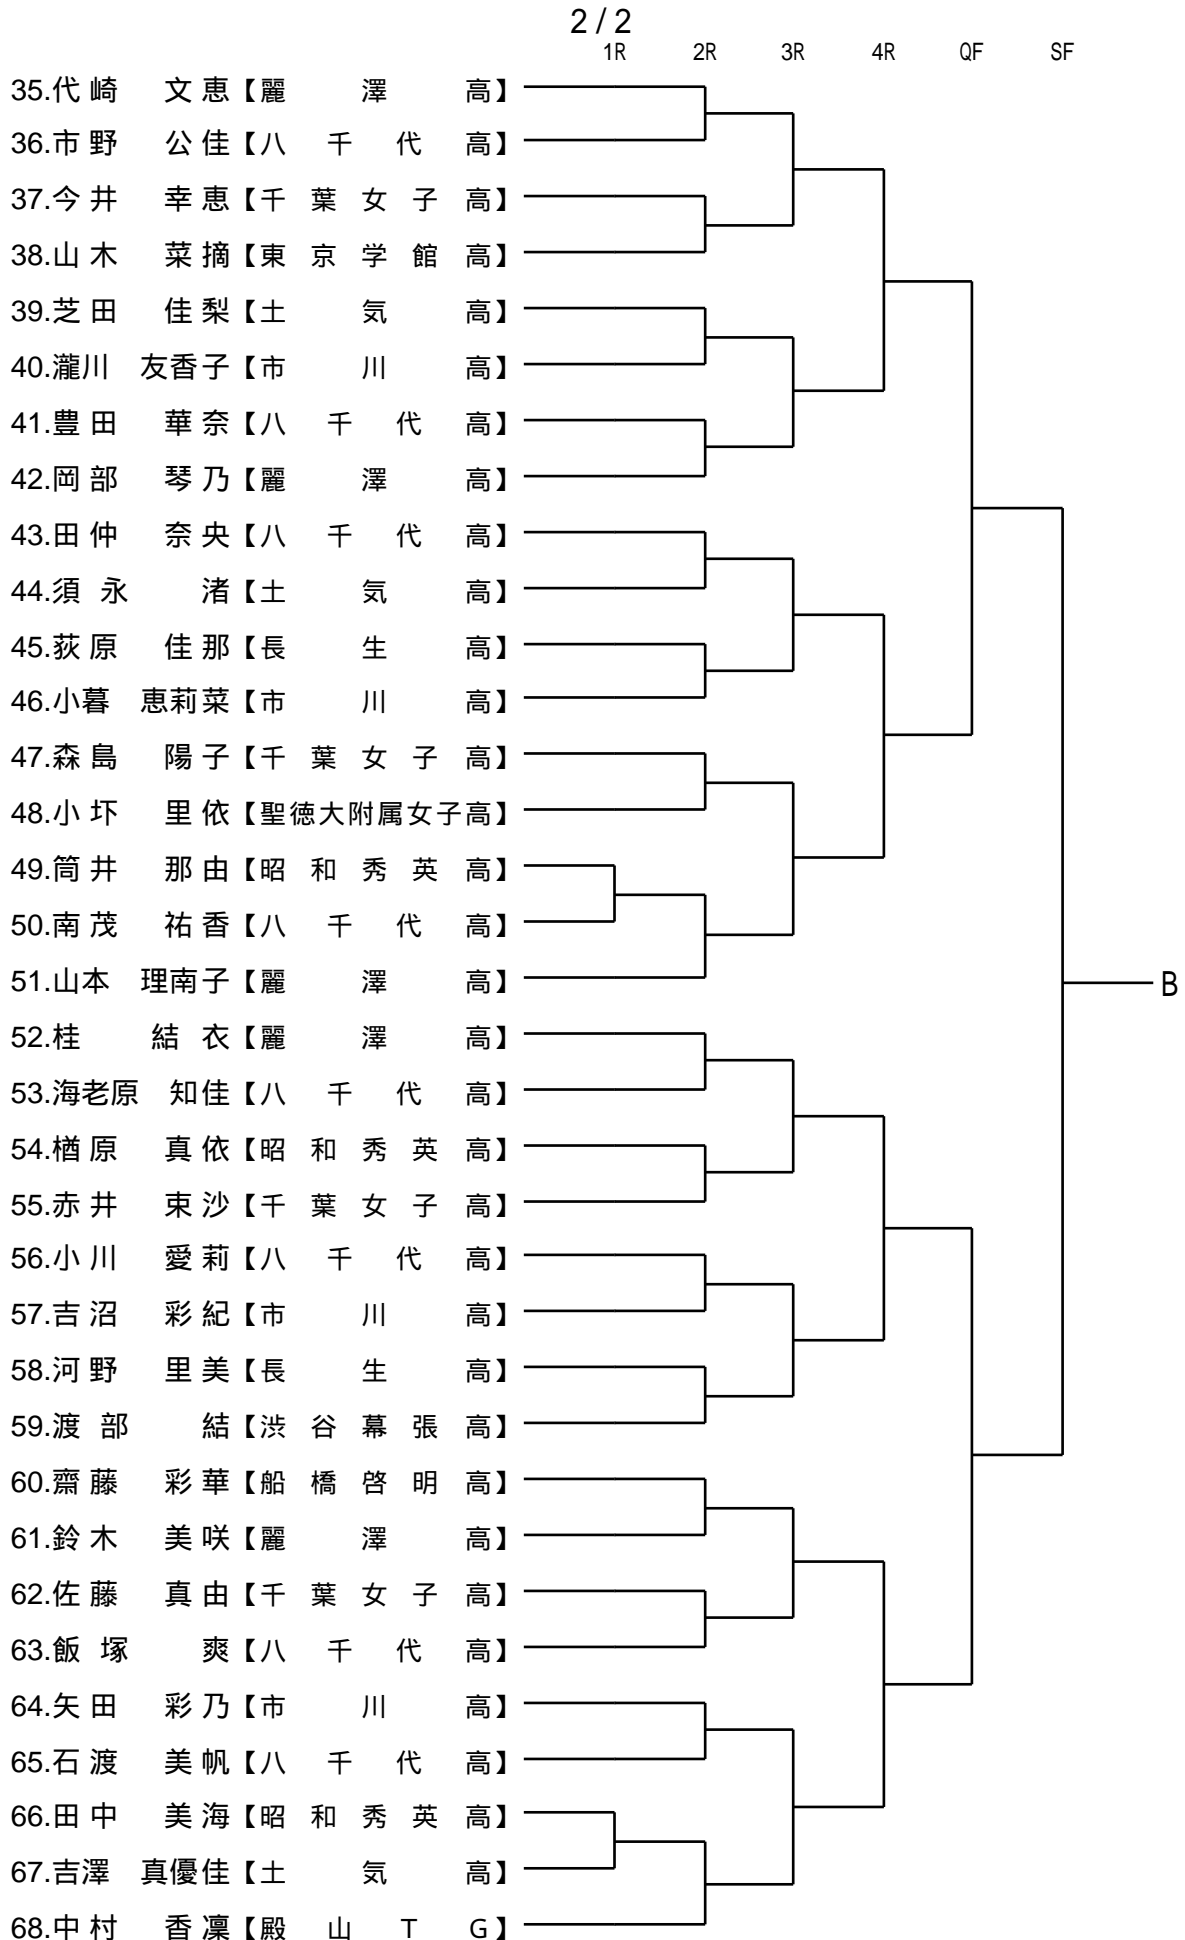 2 / 2
1R 2R 3R 4R QF SF
35.代崎 文恵【麗澤高】
36.市野 公佳【八千代高】
37.今井 幸恵【千葉女子高】
38.山木 菜摘【東京学館高】
39.芝田 佳梨【土気高】
40.瀧川 友香子【市川高】
41.豊田 華奈【八千代高】
42.岡部 琴乃【麗澤高】
43.田仲 奈央【八千代高】
44.須永 渚【土気高】
45.荻原 佳那【長生高】
46.小暮 恵莉菜【市川高】
47.森島 陽子【千葉女子高】
48.小圷 里依【聖徳大附属女子高】
49.筒井 那由【昭和秀英高】
50.南茂 祐香【八千代高】
51.山本 理南子【麗澤高】
B
52.桂 結衣【麗澤高】
53.海老原 知佳【八千代高】
54.楢原 真依【昭和秀英高】
55.赤井 束沙【千葉女子高】
56.小川 愛莉【八千代高】
57.吉沼 彩紀【市川高】
58.河野 里美【長生高】
59.渡部 結【渋谷幕張高】
60.齋藤 彩華【船橋啓明高】
61.鈴木 美咲【麗澤高】
62.佐藤 真由【千葉女子高】
63.飯塚 爽【八千代高】
64.矢田 彩乃【市川高】
65.石渡 美帆【八千代高】
66.田中 美海【昭和秀英高】
67.吉澤 真優佳【土気高】
68.中村 香凜【殿山ＴＧ】